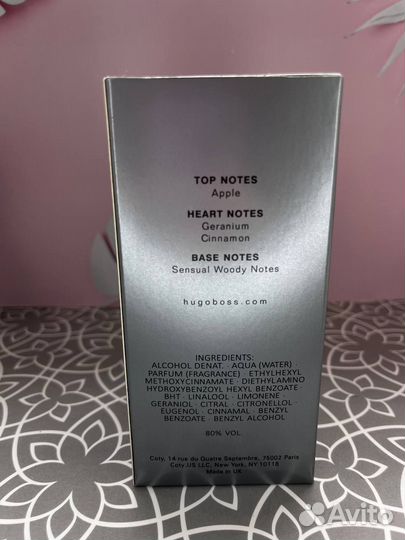 TOP NOTES
Apple
HEART NOTES
Geranium
Cinnamon
BASE NOTES
Sensual Woody Notes
hugoboss.com
INGREDIENTS:
ALCOHOL DENAT. · AQUA (WATER) ·
PARFUM (FRAGRANCE) · ETHYLHEXYL
METHOXYCINNAMATE · DIETHYLAMINO
HYDROXYBENZOYL HEXYL BENZOATE ·
BHT · LINALOOL · LIMONENE ·
GERANIOL · CITRAL · CITRONELLOL ·
EUGENOL · CINNAMAL · BENZYL
BENZOATE · BENZYL ALCOHOL
80% VOL
Coty, 14 rue du Quatre Septembre, 75002 Paris
Coty US LLC, New York, NY 10118
Made in UK
Avito